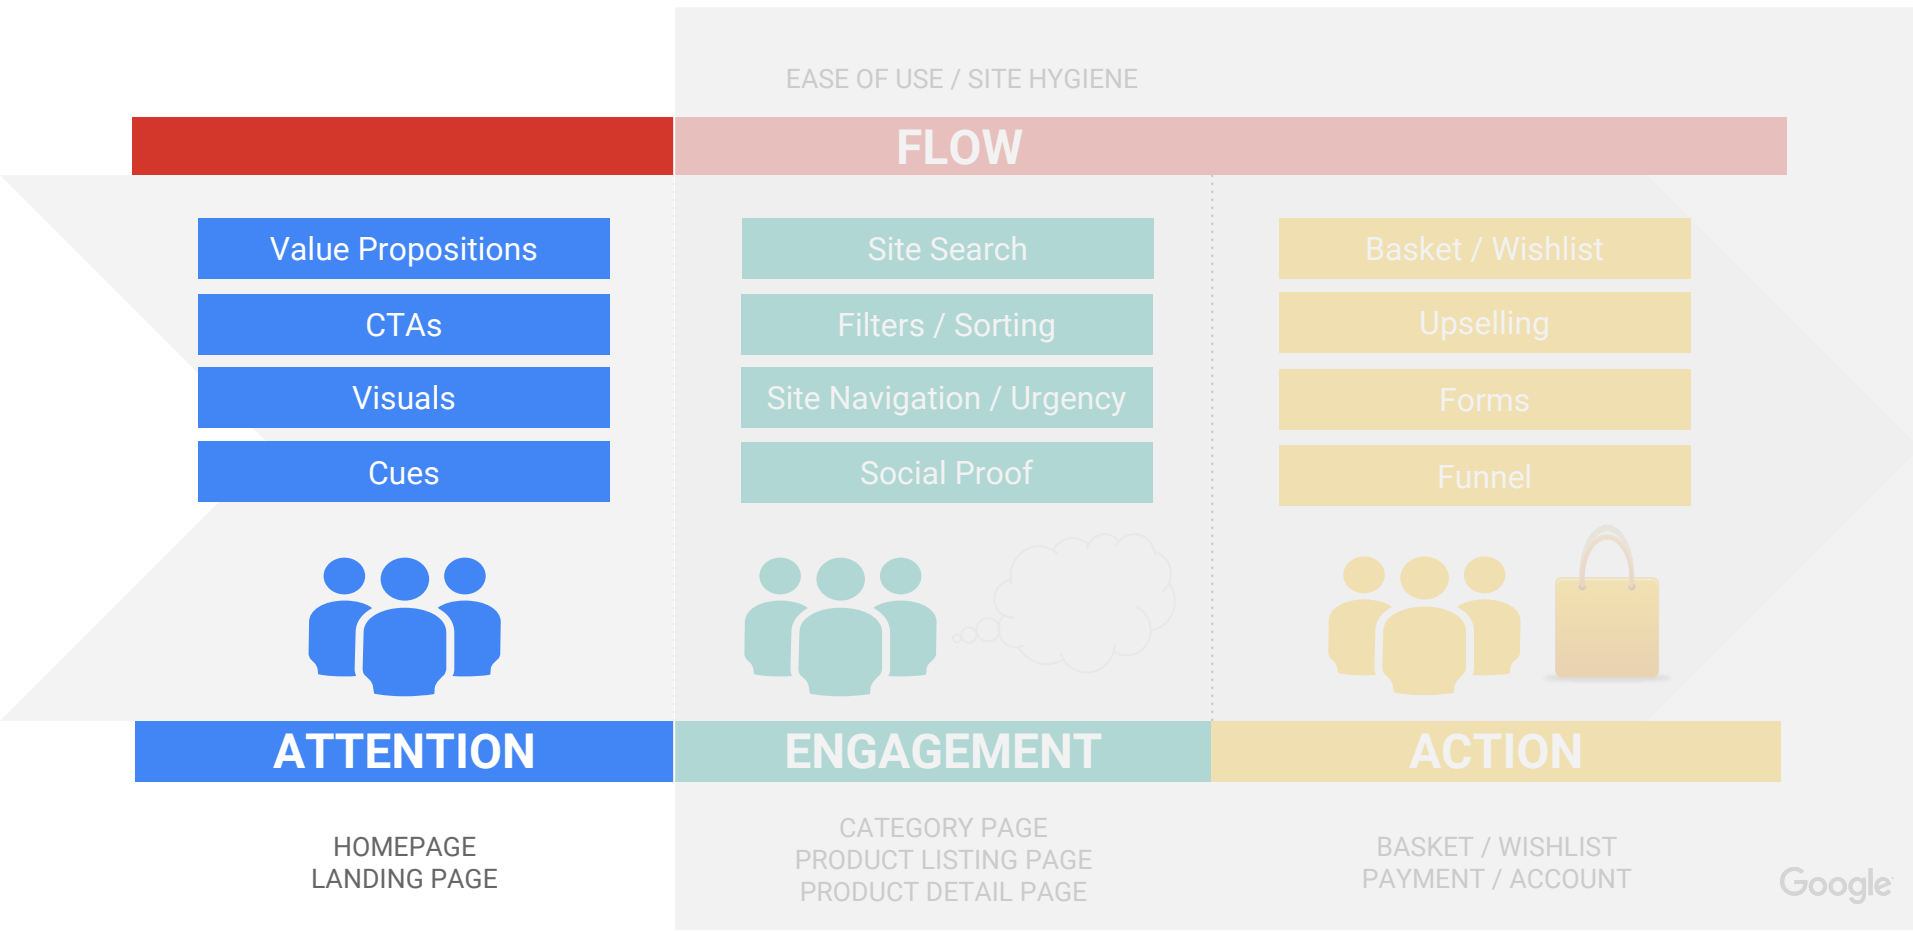 EASE OF USE / SITE HYGIENE
FLOW
Value Propositions
CTAs
Visuals
Cues
Site Search
Filters / Sorting
Site Navigation / Urgency
Social Proof
Basket / Wishlist
Upselling
Forms
Funnel
ATTENTION
ENGAGEMENT
ACTION
HOMEPAGE
LANDING PAGE
CATEGORY PAGE
PRODUCT LISTING PAGE
PRODUCT DETAIL PAGE
BASKET / WISHLIST
PAYMENT / ACCOUNT
Google